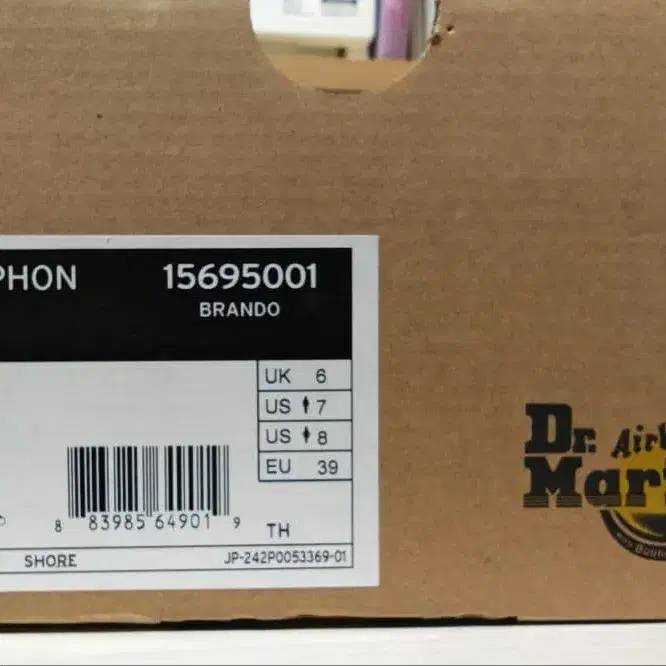 PHON 15695001
BRANDO
UK 6
US 7
US 8
EU 39
8 83985 64901 9
TH
SHORE JP-242P0053369-01
Dr. Air
Mart